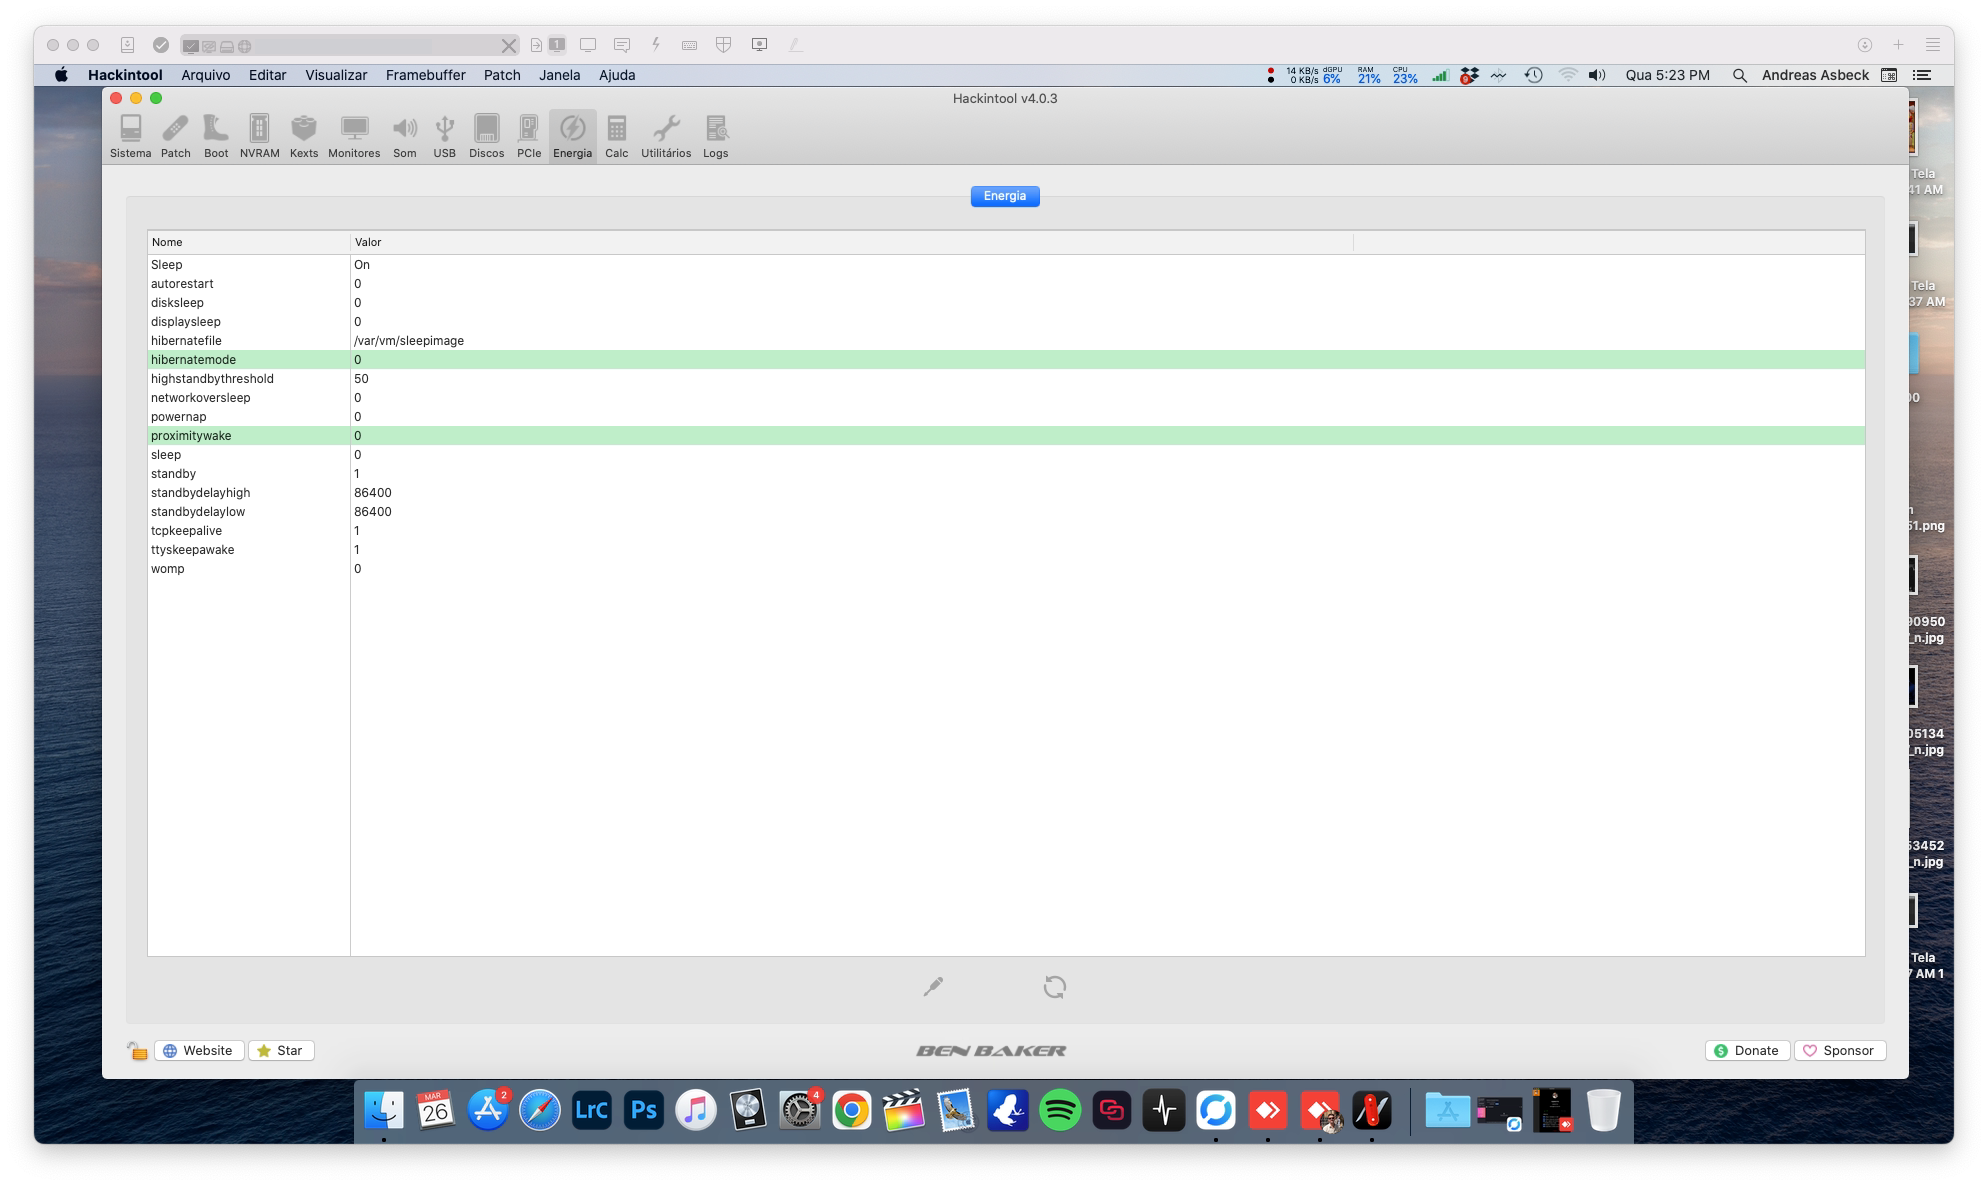 1
Hackintool Arquivo Editar Visualizar Framebuffer Patch Janela Ajuda
14 KB/s
0 KB/s
dGPU
6%
RAM
21%
CPU
23%
9
Qua 5:23 PM
Andreas Asbeck
Hackintool v4.0.3
Sistema Patch Boot NVRAM Kexts Monitores Som USB Discos PCIe Energia Calc Utilitários Logs
Energia
Nome Valor
Sleep On
autorestart 0
disksleep 0
displaysleep 0
hibernatefile /var/vm/sleepimage
hibernatemode 0
highstandbythreshold 50
networkoversleep 0
powernap 0
proximitywake 0
sleep 0
standby 1
standbydelayhigh 86400
standbydelaylow 86400
tcpkeepalive 1
ttyskeepawake 1
womp 0
Website
Star
BEN BAKER
Donate
Sponsor
Tela
41 AM
Tela
37 AM
51.png
90950
_n.jpg
05134
_n.jpg
53452
_n.jpg
Tela
7 AM 1
MAR
26
2
LrC
Ps
4